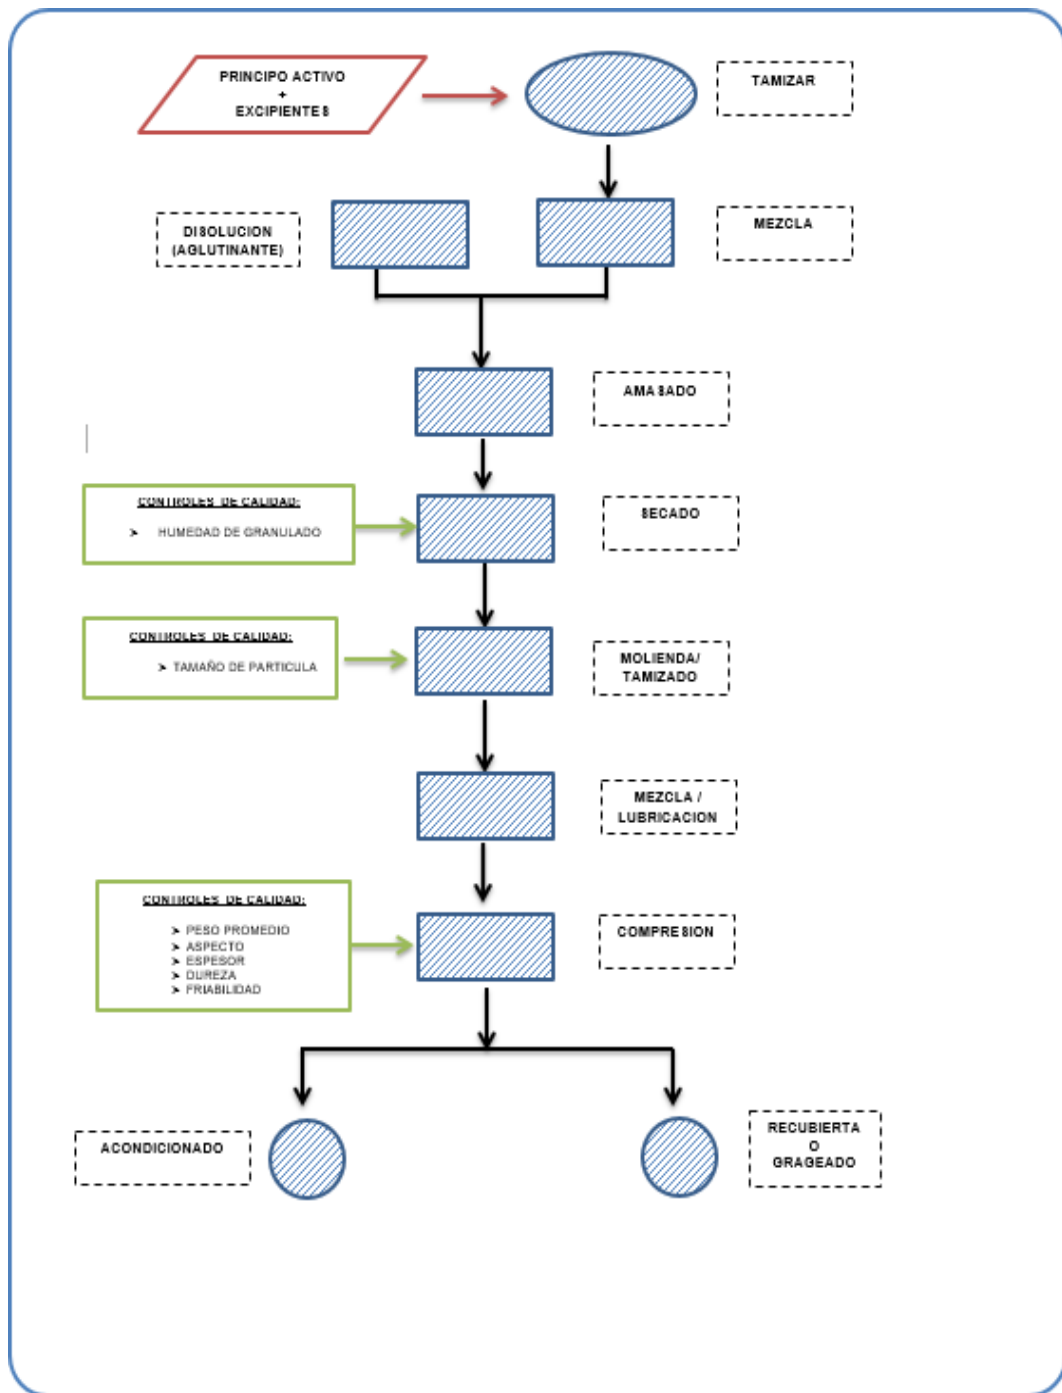 PRINCIPO ACTIVO
+
EXCIPIENTES
TAMIZAR
DISOLUCION
(AGLUTINANTE)
MEZCLA
AMASADO
CONTROLES DE CALIDAD:
➤ HUMEDAD DE GRANULADO
SECADO
CONTROLES DE CALIDAD:
➤ TAMAÑO DE PARTICULA
MOLIENDA/
TAMIZADO
MEZCLA /
LUBRICACION
CONTROLES DE CALIDAD:
➤ PESO PROMEDIO
➤ ASPECTO
➤ ESPESOR
➤ DUREZA
➤ FRIABILIDAD
COMPRESION
ACONDICIONADO
RECUBIERTA
O
GRAGEADO